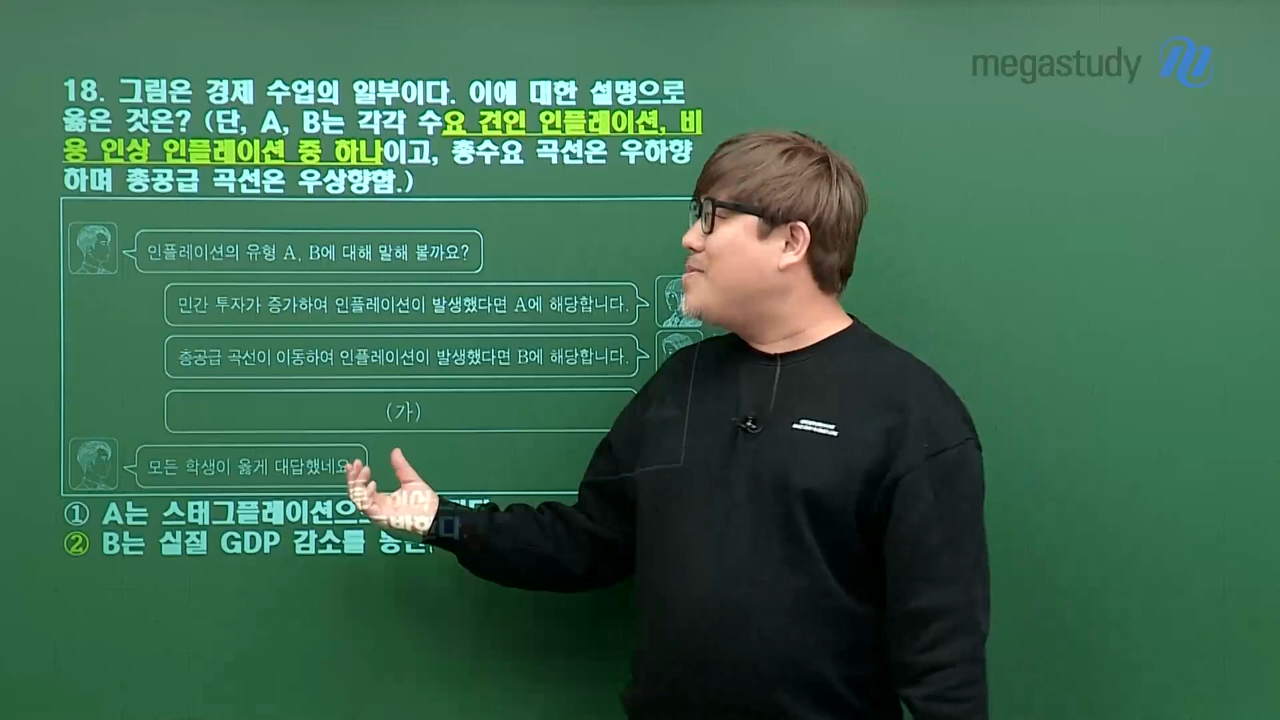 megastudy
18. 그림은 경제 수업의 일부이다. 이에 대한 설명으로
옳은 것은? (단, A, B는 각각 수요 견인 인플레이션, 비
용 인상 인플레이션 중 하나이고, 총수요 곡선은 우하향
하며 총공급 곡선은 우상향함.)
인플레이션의 유형 A, B에 대해 말해 볼까요?
민간 투자가 증가하여 인플레이션이 발생했다면 A에 해당합니다.
총공급 곡선이 이동하여 인플레이션이 발생했다면 B에 해당합니다.
(가)
모든 학생이 옳게 대답했네요
① A는 스태그플레이션으로
② B는 실질 GDP 감소를